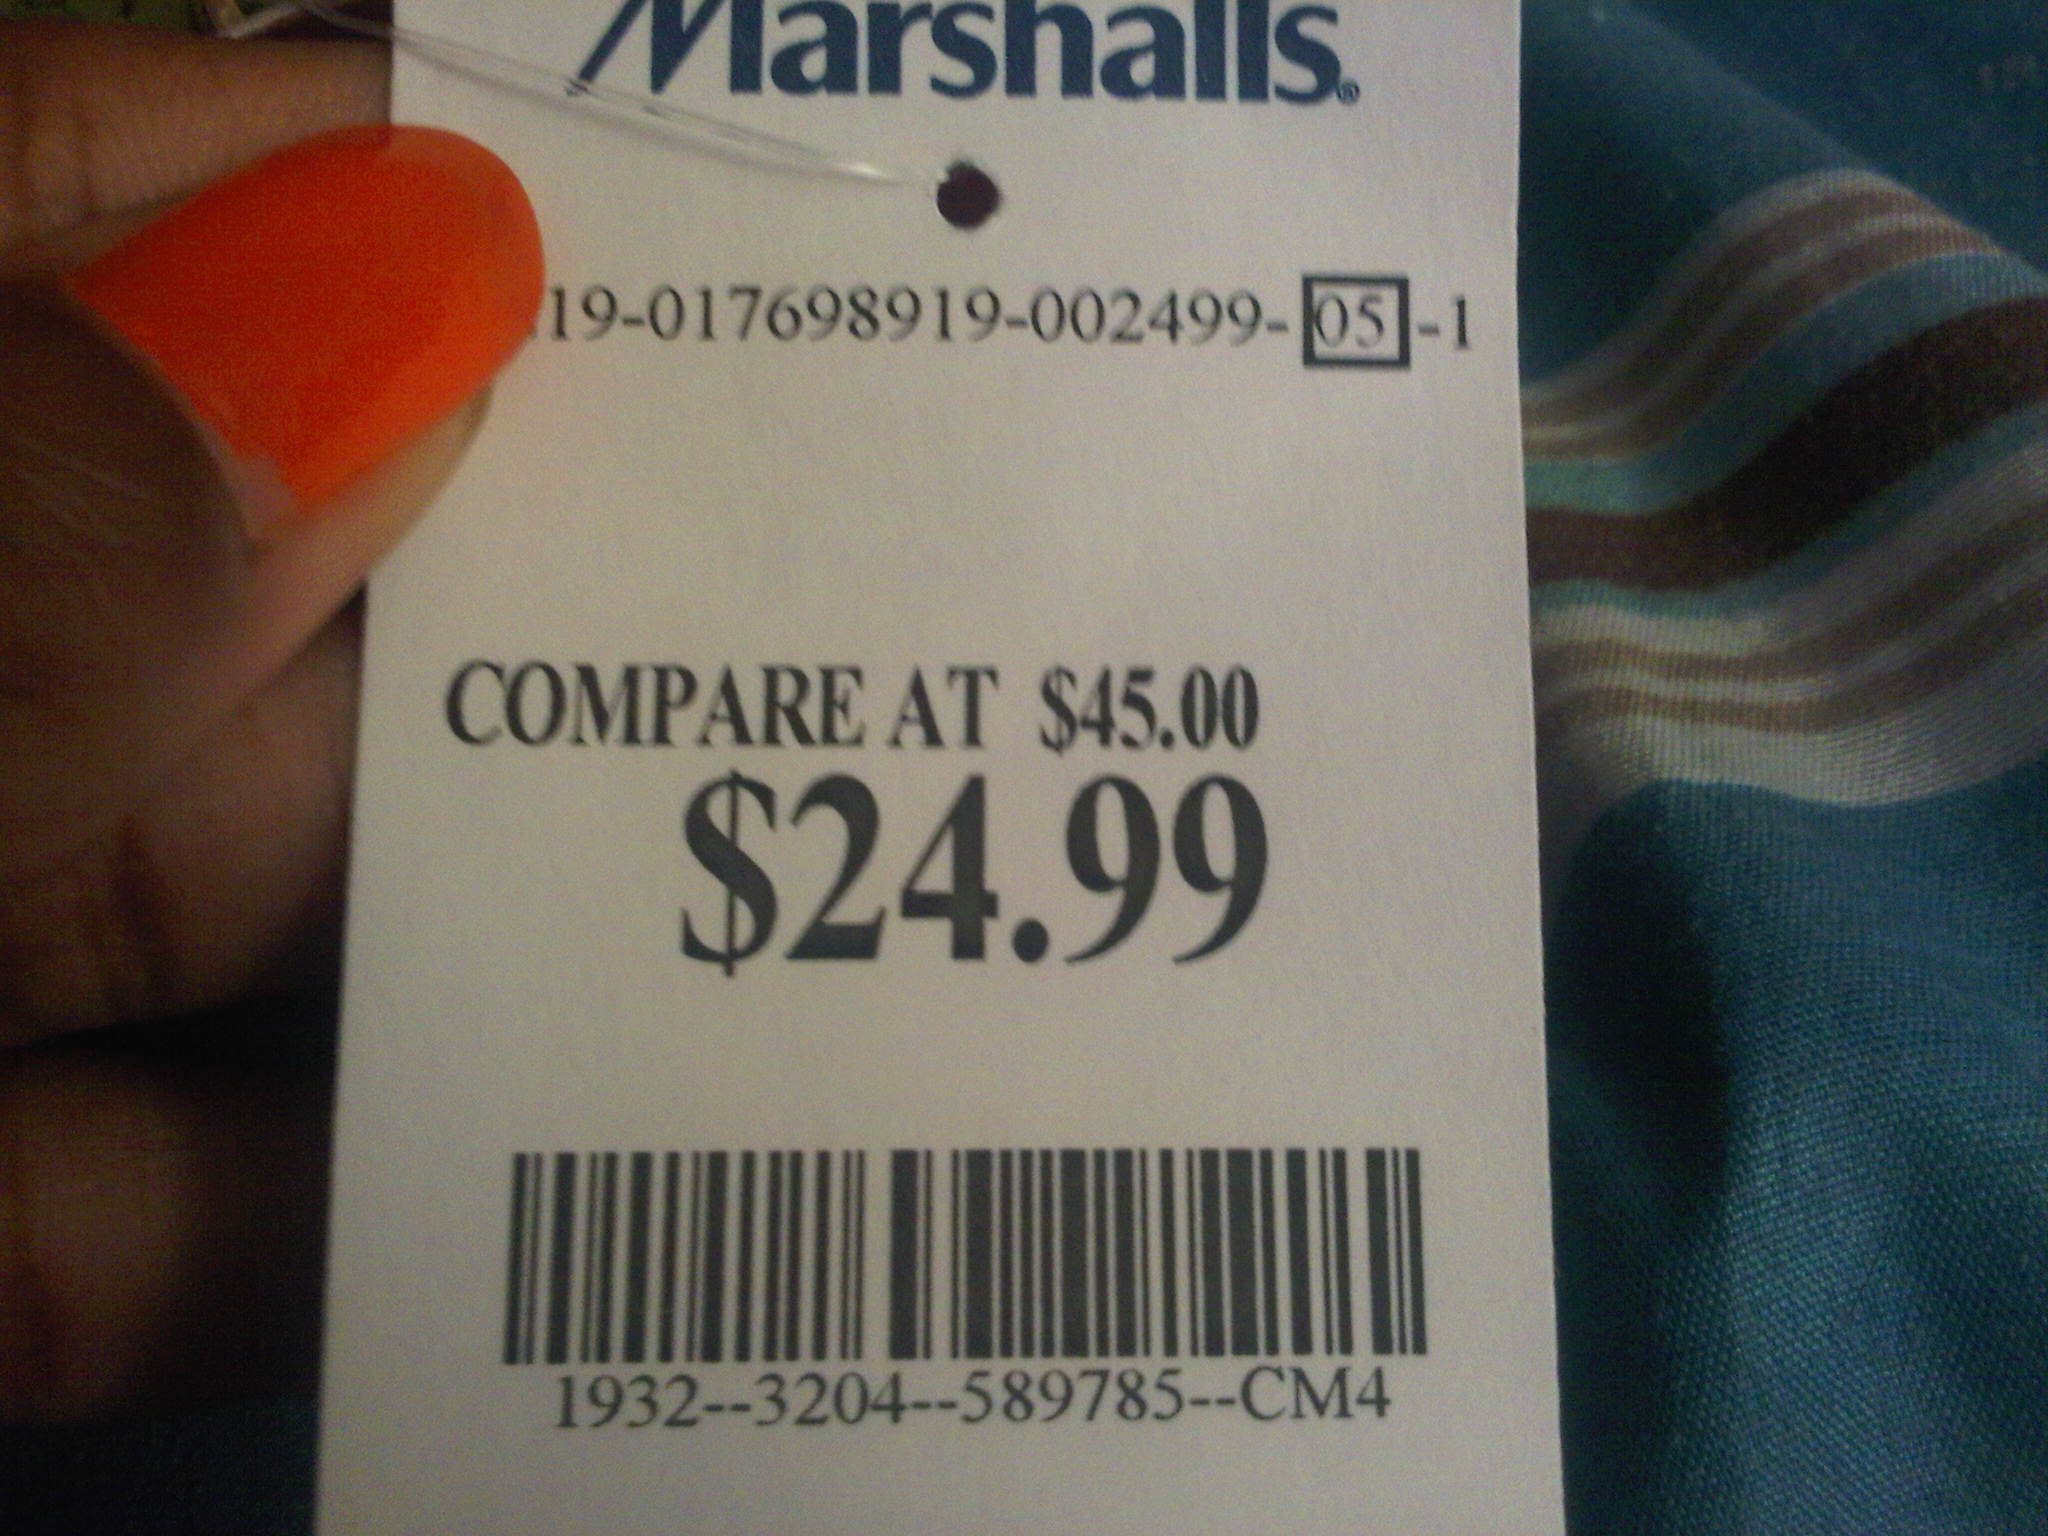 Marshalls®
19-017698919-002499-05-1
COMPARE AT $45.00
$24.99
1932--3204--589785--CM4